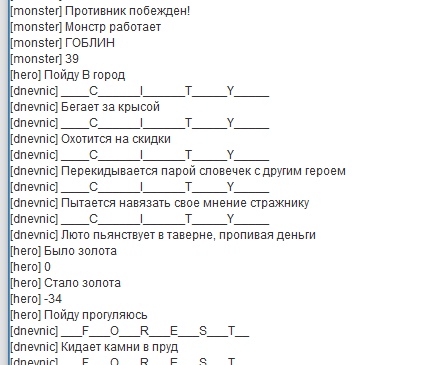 [monster] Противник побежден!
[monster] Монстр работает
[monster] ГОБЛИН
[monster] 39
[hero] Пойду В город
[dnevnic] ____C______I______T_____Y_____
[dnevnic] Бегает за крысой
[dnevnic] ____C______I______T_____Y_____
[dnevnic] Охотится на скидки
[dnevnic] ____C______I______T_____Y_____
[dnevnic] Перекидывается парой словечек с другим героем
[dnevnic] ____C______I______T_____Y_____
[dnevnic] Пытается навязать свое мнение стражнику
[dnevnic] ____C______I______T_____Y_____
[dnevnic] Люто пьянствует в таверне, пропивая деньги
[hero] Было золота
[hero] 0
[hero] Стало золота
[hero] -34
[hero] Пойду прогуляюсь
[dnevnic] ___F___O___R___E___S___T__
[dnevnic] Кидает камни в пруд
[dnevnic] ___F___O___R___E___S___T__